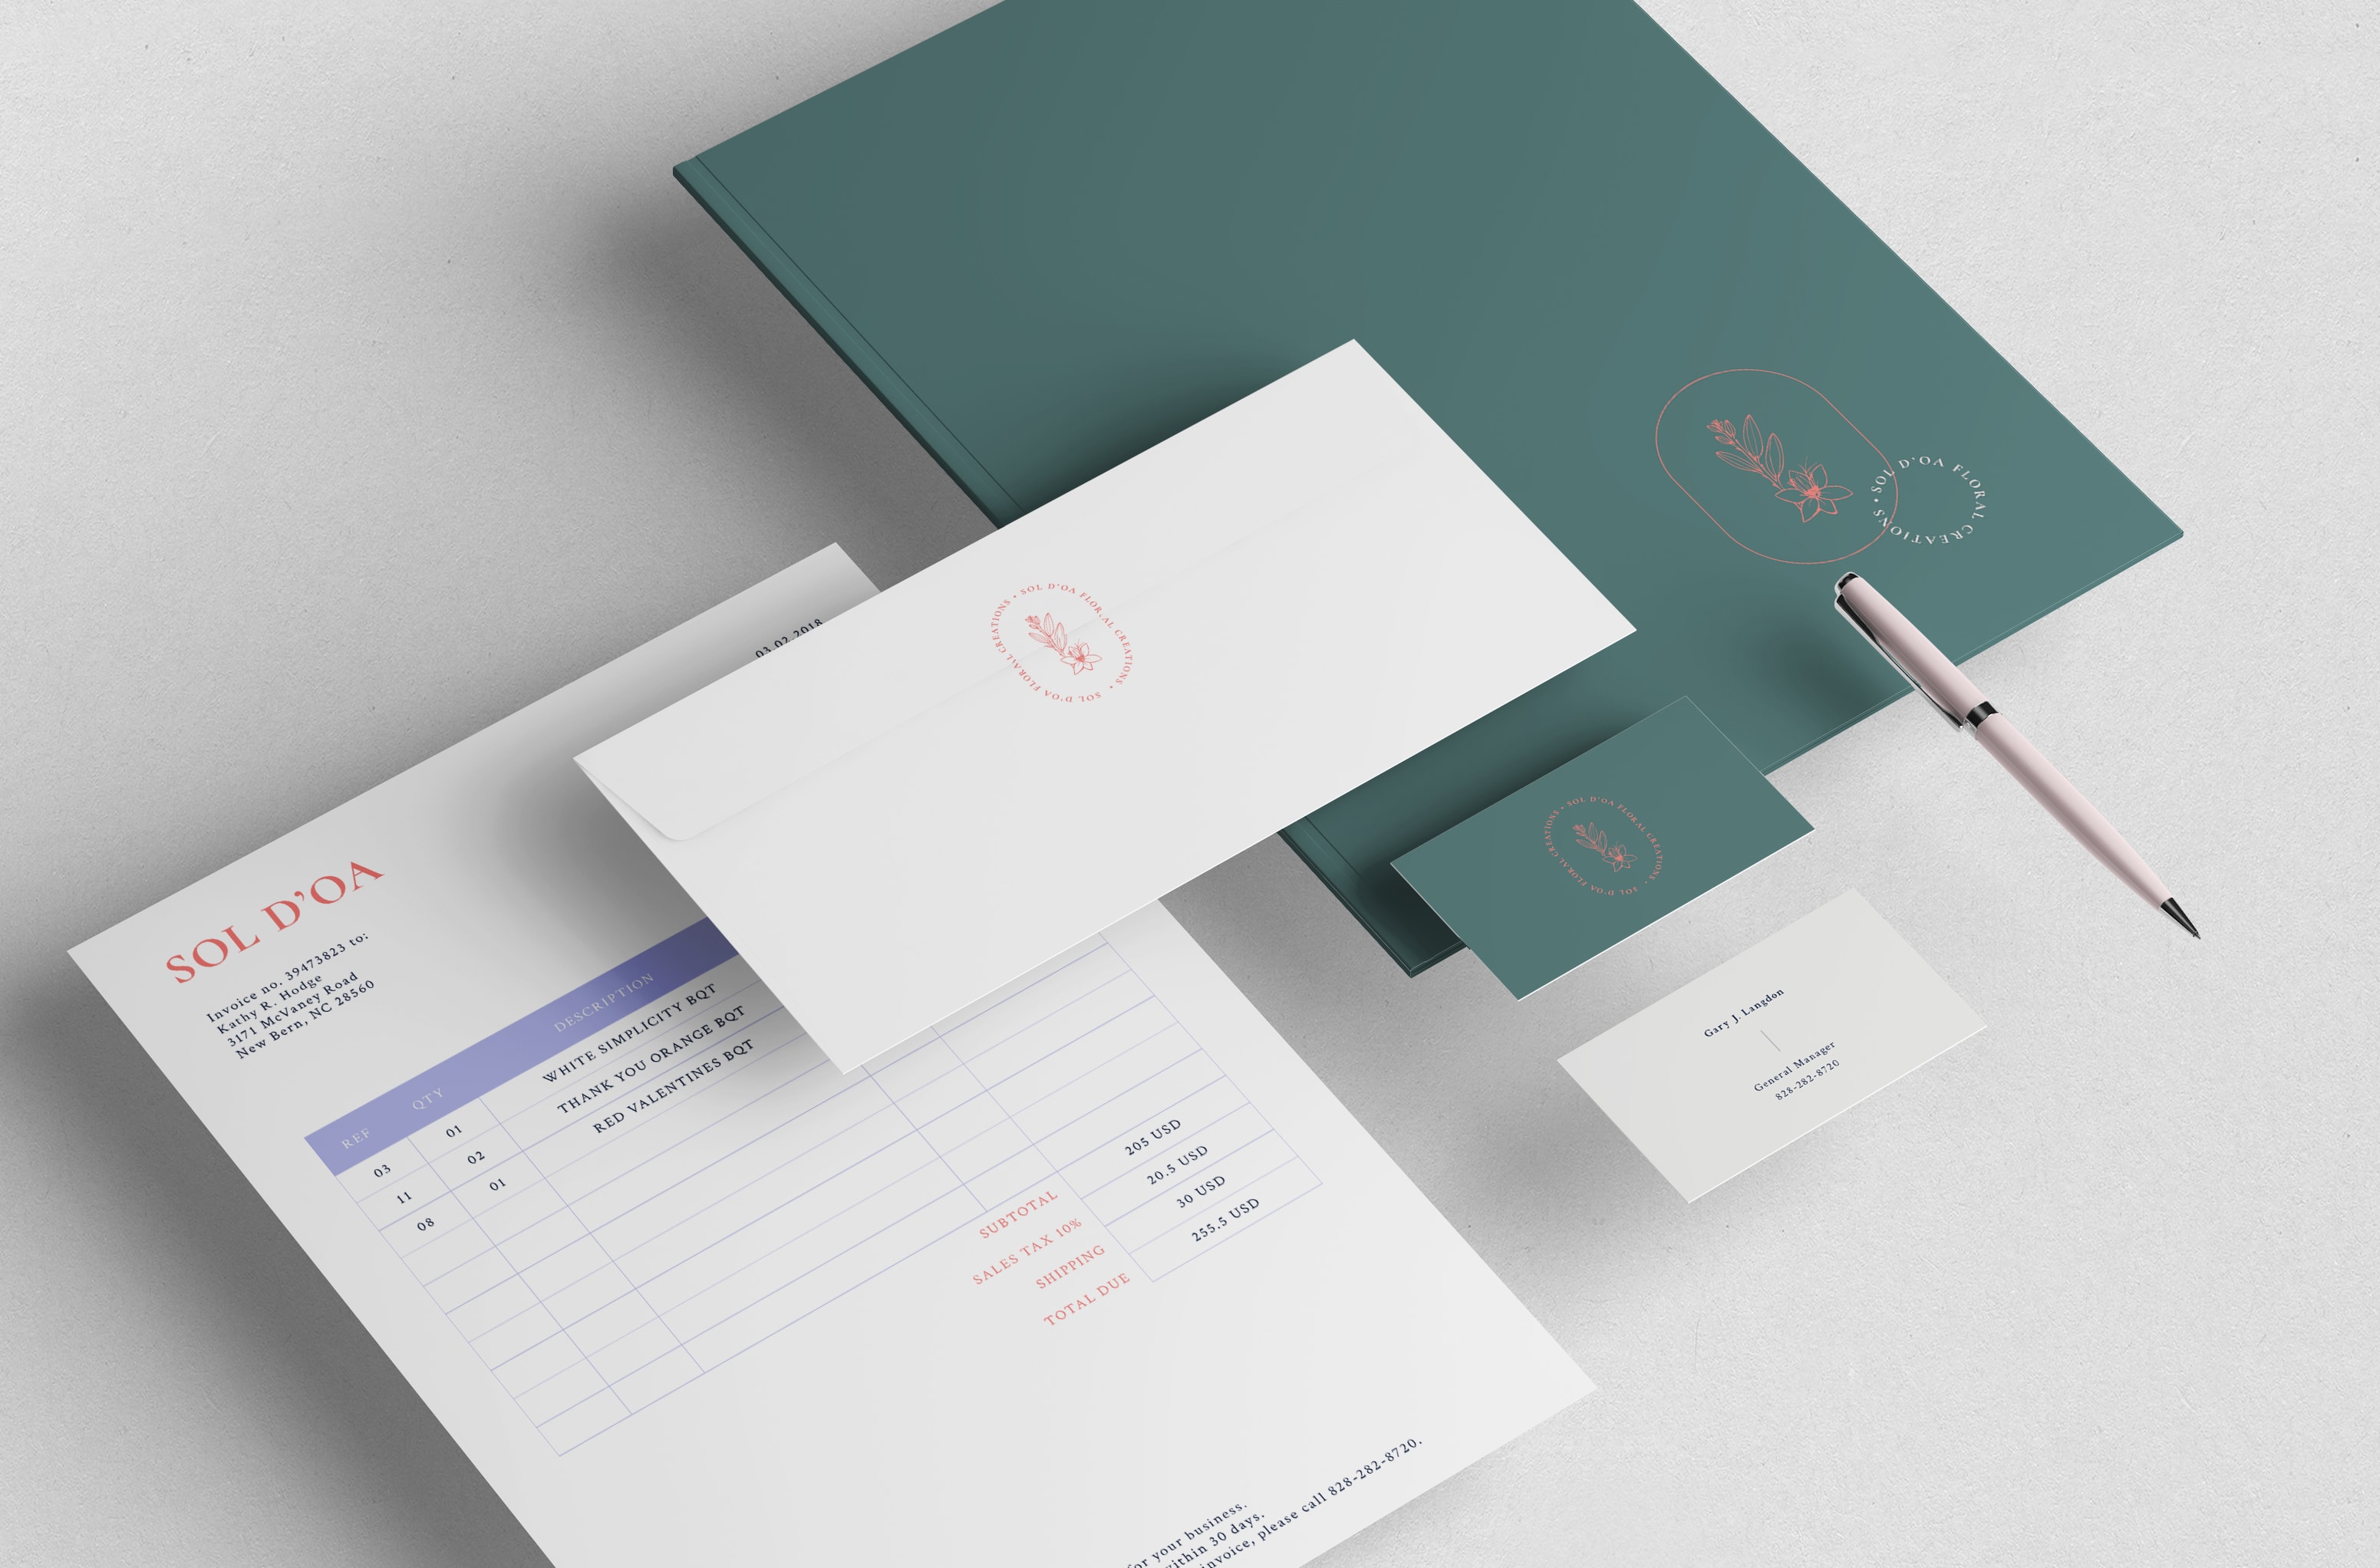 03.02.2018
SOL D'OA
Invoice no. 39473823 to:
Kathy R. Hodge
3171 McVaney Road
New Bern, NC 28560
REF QTY DESCRIPTION
03 01 WHITE SIMPLICITY BQT
11 02 THANK YOU ORANGE BQT
08 01 RED VALENTINES BQT
SUBTOTAL 205 USD
SALES TAX 10% 20.5 USD
SHIPPING 30 USD
TOTAL DUE 255.5 USD
for your business.
within 30 days.
invoice, please call 828-282-8720.
SOL D'OA FLORAL CREATIONS • SOL D'OA FLORAL CREATIONS •
SOL D'OA FLORAL CREATIONS •
SOL D'OA FLORAL CREATIONS • SOL D'OA FLORAL CREATIONS •
Gary J. Langdon
General Manager
828-282-8720